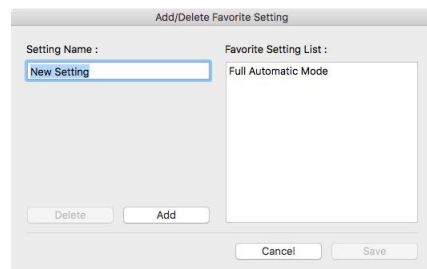 Add/Delete Favorite Setting
Setting Name :
New Setting
Favorite Setting List :
Full Automatic Mode
Delete
Add
Cancel
Save